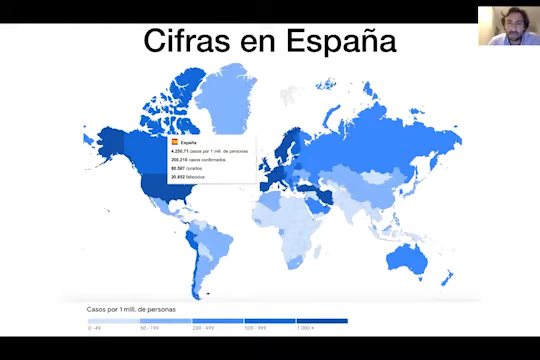 Cifras en España
España
4.250,71 casos por 1 mill. de personas
200.210 casos confirmados
80.587 curados
20.852 fallecidos
Casos por 1 mill. de personas
0 - 49
50 - 199
200 - 499
500 - 999
1.000 +